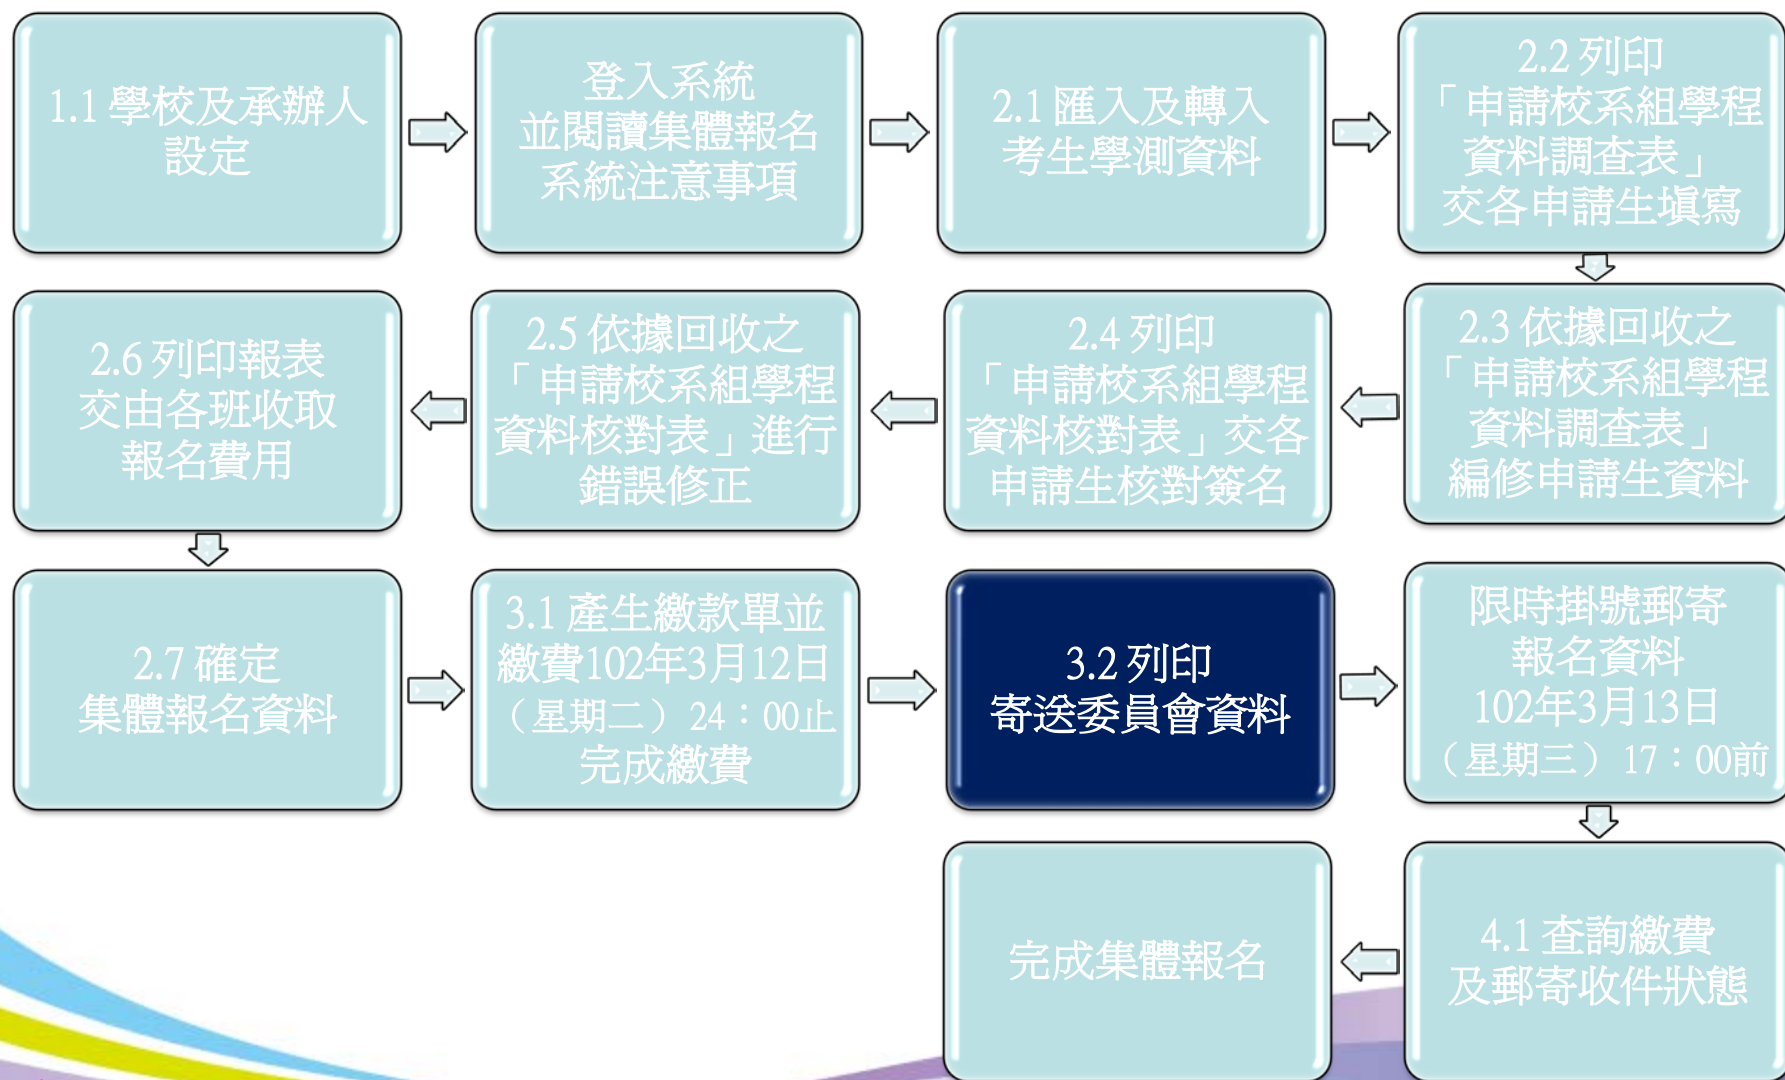 1.1 學校及承辦人
設定
登入系統
並閱讀集體報名
系統注意事項
2.1 匯入及轉入
考生學測資料
2.2 列印
「申請校系組學程
資料調查表」
交各申請生填寫
2.3 依據回收之
「申請校系組學程
資料調查表」
編修申請生資料
2.4 列印
「申請校系組學程
資料核對表」交各
申請生核對簽名
2.5 依據回收之
「申請校系組學程
資料核對表」進行
錯誤修正
2.6 列印報表
交由各班收取
報名費用
2.7 確定
集體報名資料
3.1 產生繳款單並
繳費102年3月12日
（星期二）24：00止
完成繳費
3.2 列印
寄送委員會資料
限時掛號郵寄
報名資料
102年3月13日
（星期三）17：00前
4.1 查詢繳費
及郵寄收件狀態
完成集體報名